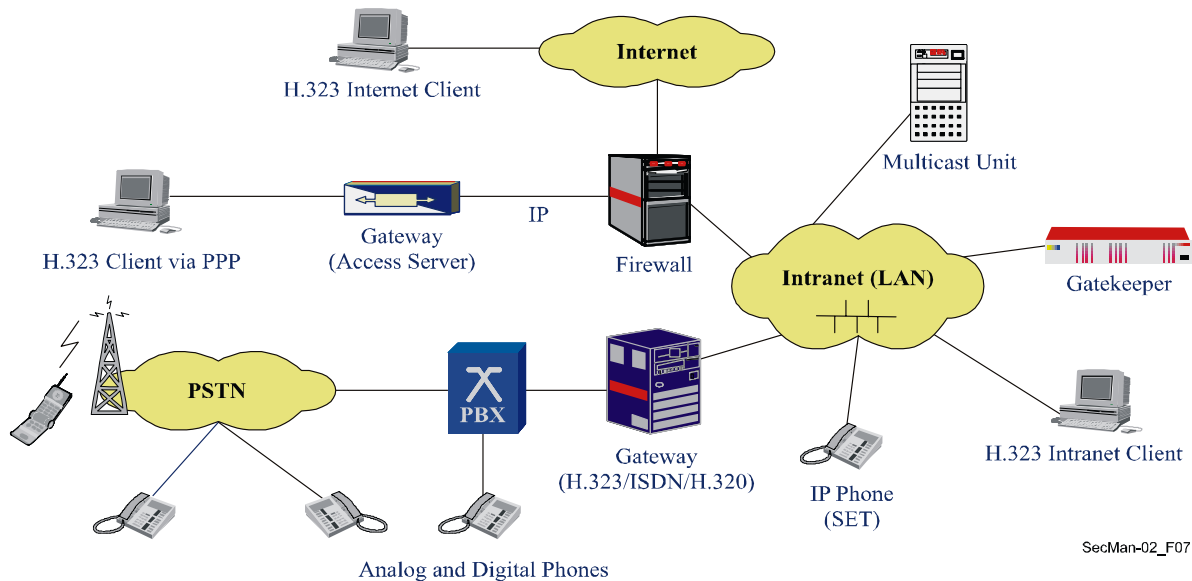 Internet
H.323 Internet Client
Multicast Unit
IP
Gateway
(Access Server)
H.323 Client via PPP
Firewall
Intranet (LAN)
Gatekeeper
PSTN
PBX
Gateway
(H.323/ISDN/H.320)
H.323 Intranet Client
IP Phone
(SET)
Analog and Digital Phones
SecMan-02_F07